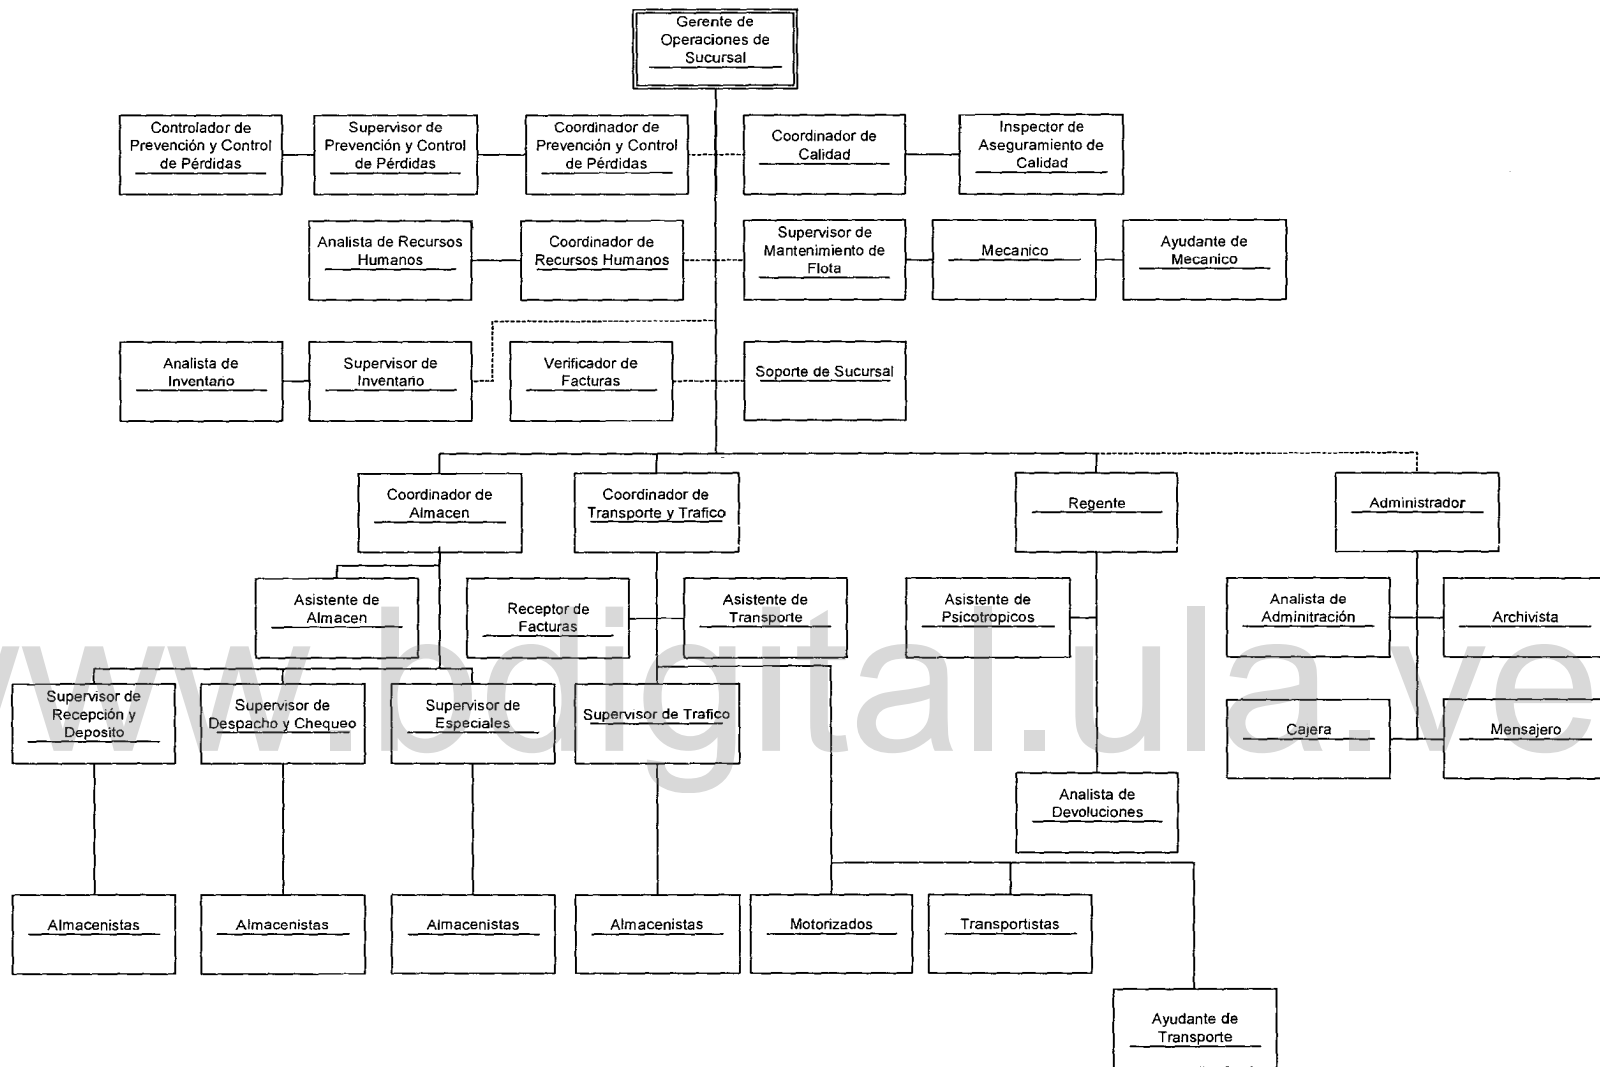 Gerente de
Operaciones de
Sucursal
Controlador de
Prevención y Control
de Pérdidas
Supervisor de
Prevención y Control
de Pérdidas
Coordinador de
Prevención y Control
de Pérdidas
Coordinador de
Calidad
Inspector de
Aseguramiento de
Calidad
Analista de Recursos
Humanos
Coordinador de
Recursos Humanos
Supervisor de
Mantenimiento de
Flota
Mecanico
Ayudante de
Mecanico
Analista de
Inventario
Supervisor de
Inventario
Verificador de
Facturas
Soporte de Sucursal
Coordinador de
Almacen
Coordinador de
Transporte y Trafico
Regente
Administrador
Asistente de
Almacen
Receptor de
Facturas
Asistente de
Transporte
Asistente de
Psicotropicos
Analista de
Adminitración
Archivista
Supervisor de
Recepción y
Deposito
Supervisor de
Despacho y Chequeo
Supervisor de
Especiales
Supervisor de Trafico
Cajera
Mensajero
www.bdigital.ula.ve
Analista de
Devoluciones
Almacenistas
Almacenistas
Almacenistas
Almacenistas
Motorizados
Transportistas
Ayudante de
Transporte